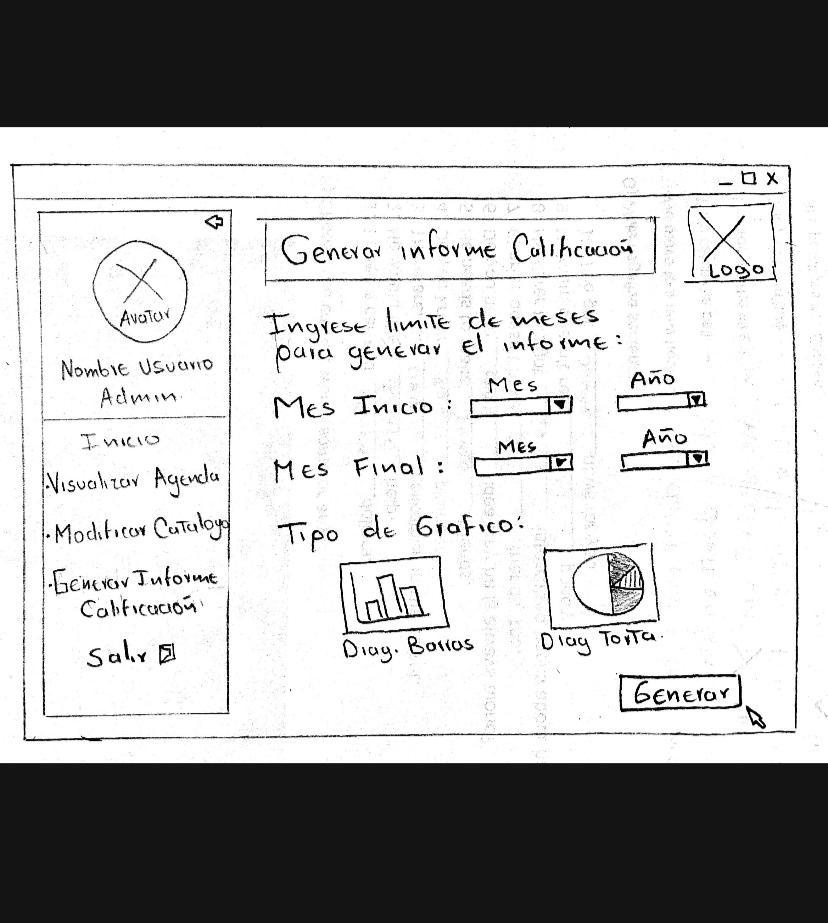 _ □ X
Avatar
Nombre Usuario
Admin.
Inicio
·Visualizar Agenda
·Modificar Catalogo
·Generar Informe
Calificación
Salir
Generar informe Calificación
Logo
Ingrese limite de meses
para generar el informe:
Mes Año
Mes Inicio:
Mes Año
Mes Final:
Tipo de Grafico:
Diag. Barras
Diag Torta.
Generar